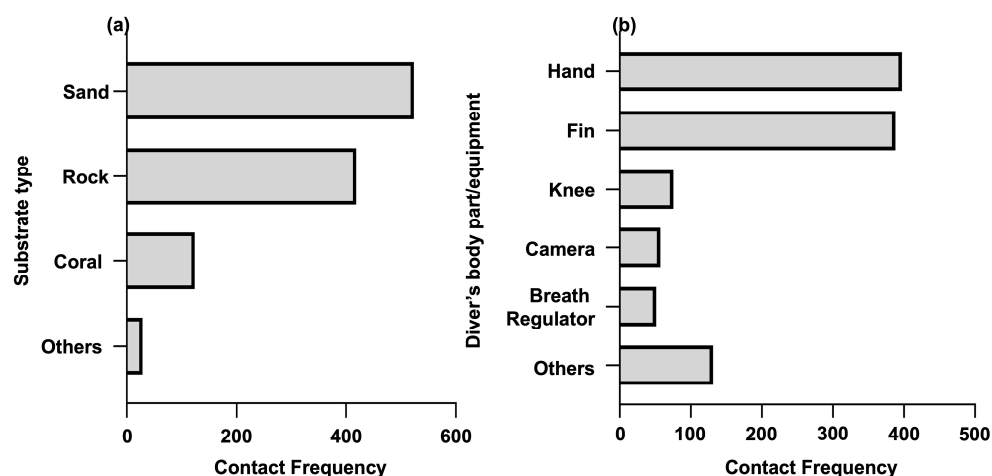 (a)
Substrate type
Sand
Rock
Coral
Others
0 200 400 600
Contact Frequency
(b)
Diver's body part/equipment
Hand
Fin
Knee
Camera
Breath
Regulator
Others
0 100 200 300 400 500
Contact Frequency